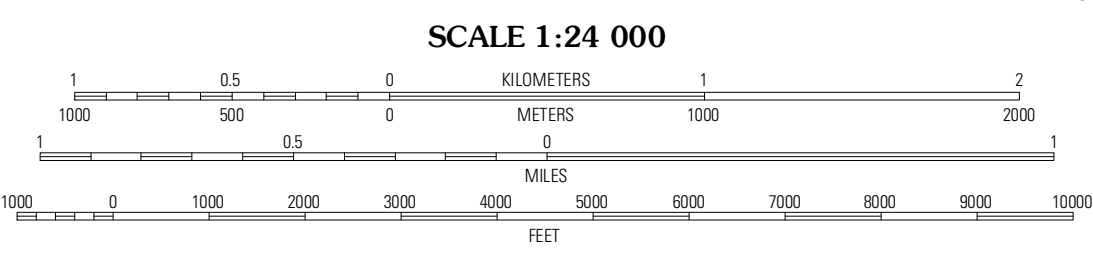 SCALE 1:24 000
1 0.5 0 KILOMETERS 1 2
1000 500 0 METERS 1000 2000
1 0.5 0 1
MILES
1000 0 1000 2000 3000 4000 5000 6000 7000 8000 9000 10000
FEET